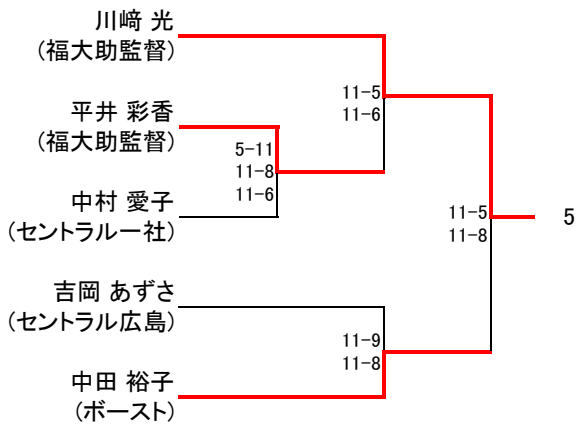 川﨑 光
(福大助監督)
11-5
11-6
平井 彩香
(福大助監督)
5-11
11-8
11-6
中村 愛子
(セントラル一社)
11-5
11-8
5
吉岡 あずさ
(セントラル広島)
11-9
11-8
中田 裕子
(ボースト)